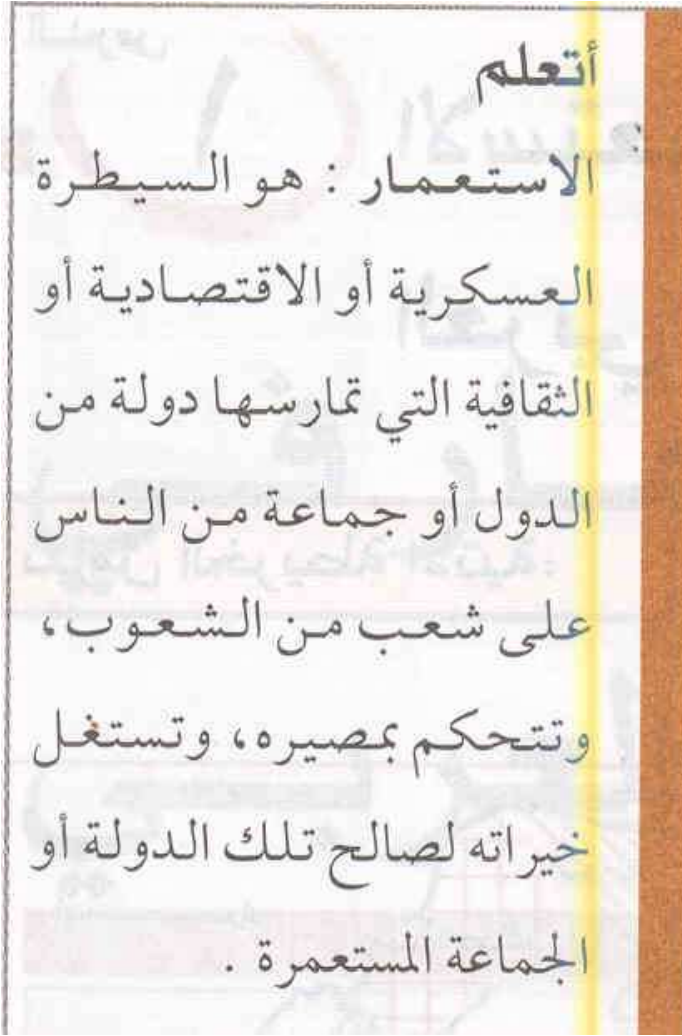 أتعلم
الاستعمار : هو السيطرة
العسكرية أو الاقتصادية أو
الثقافية التي تمارسها دولة من
الدول أو جماعة من الناس
على شعب من الشعوب،
وتتحكم بمصيره، وتستغل
خيراته لصالح تلك الدولة أو
الجماعة المستعمرة .